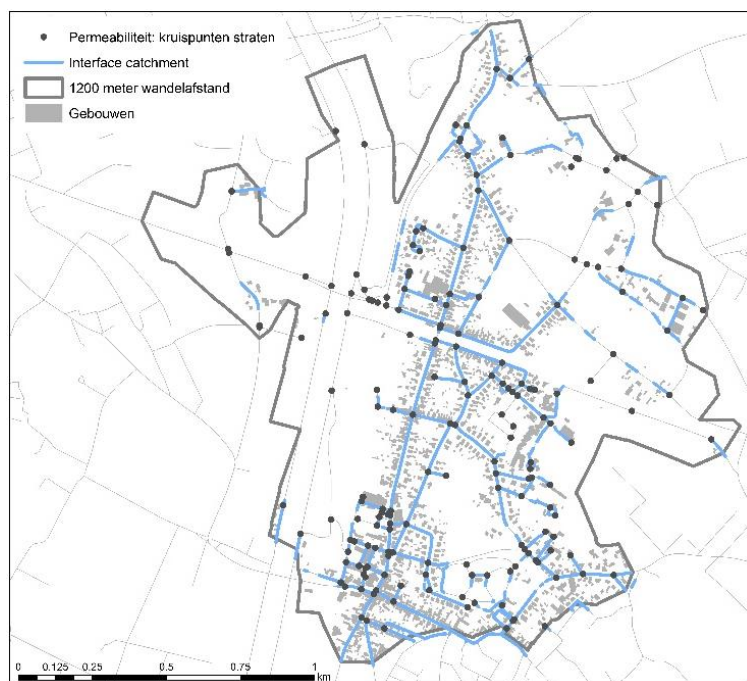 Permeabiliteit: kruispunten straten
Interface catchment
1200 meter wandelafstand
Gebouwen
0 0.125 0.25 0.5 0.75 1
km